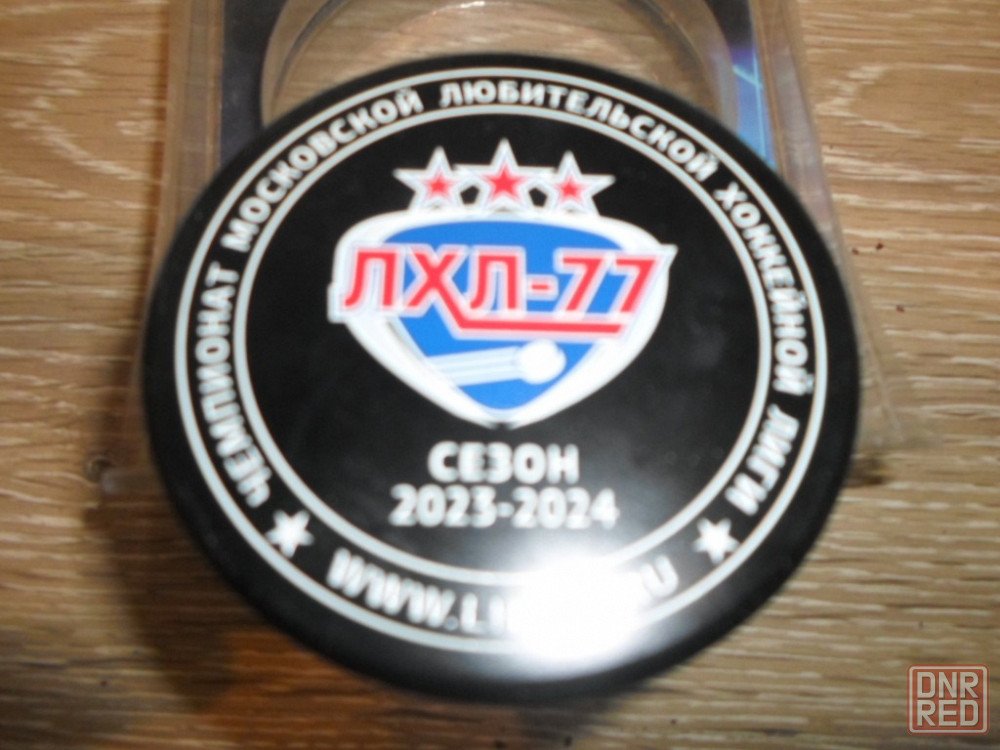 ЧЕМПИОНАТ МОСКОВСКОЙ ЛЮБИТЕЛЬСКОЙ ХОККЕЙНОЙ ЛИГИ
ЛХЛ-77
СЕЗОН
2023-2024
DNR
RED